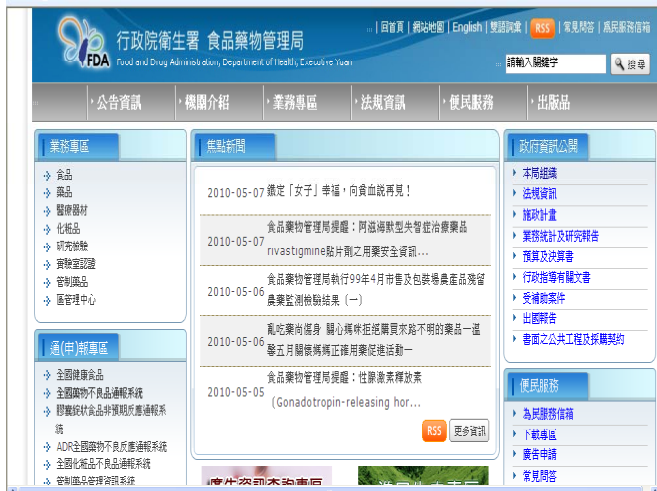 回首頁 | 網站地圖 | English | 雙語詞彙 | RSS | 常見問答 | 為民服務信箱
FDA
行政院衛生署 食品藥物管理局
Food and Drug Administration, Department of Health, Executive Yuan
請輸入關鍵字 搜尋
公告資訊 機關介紹 業務專區 法規資訊 便民服務 出版品
業務專區
食品
藥品
醫療器材
化粧品
研究檢驗
實驗室認證
管制藥品
區管理中心
通(申)報專區
全國健康食品
全國藥物不良品通報系統
膠囊錠狀食品非預期反應通報系
統
ADR全國藥物不良反應通報系統
全國化粧品不良品通報系統
管制藥品管理資訊系統
焦點新聞
2010-05-07 鐵定「女子」幸福，向貧血說再見！
2010-05-07 食品藥物管理局提醒：阿滋海默型失智症治療藥品
rivastigmine貼片劑之用藥安全資訊...
2010-05-06 食品藥物管理局執行99年4月市售及包裝場農產品殘留
農藥監測檢驗結果（一）
2010-05-06 亂吃藥尚傷身 關心媽咪拒絕購買來路不明的藥品－溫
馨五月關懷媽媽正確用藥促進活動－
2010-05-05 食品藥物管理局提醒：性腺激素釋放素
（Gonadotropin-releasing hor...
RSS 更多資訊
政府資訊公開
本局組織
法規資訊
施政計畫
業務統計及研究報告
預算及決算書
行政指導有關文書
受補助案件
出國報告
書面之公共工程及採購契約
便民服務
為民服務信箱
下載專區
廣告申請
常見問答